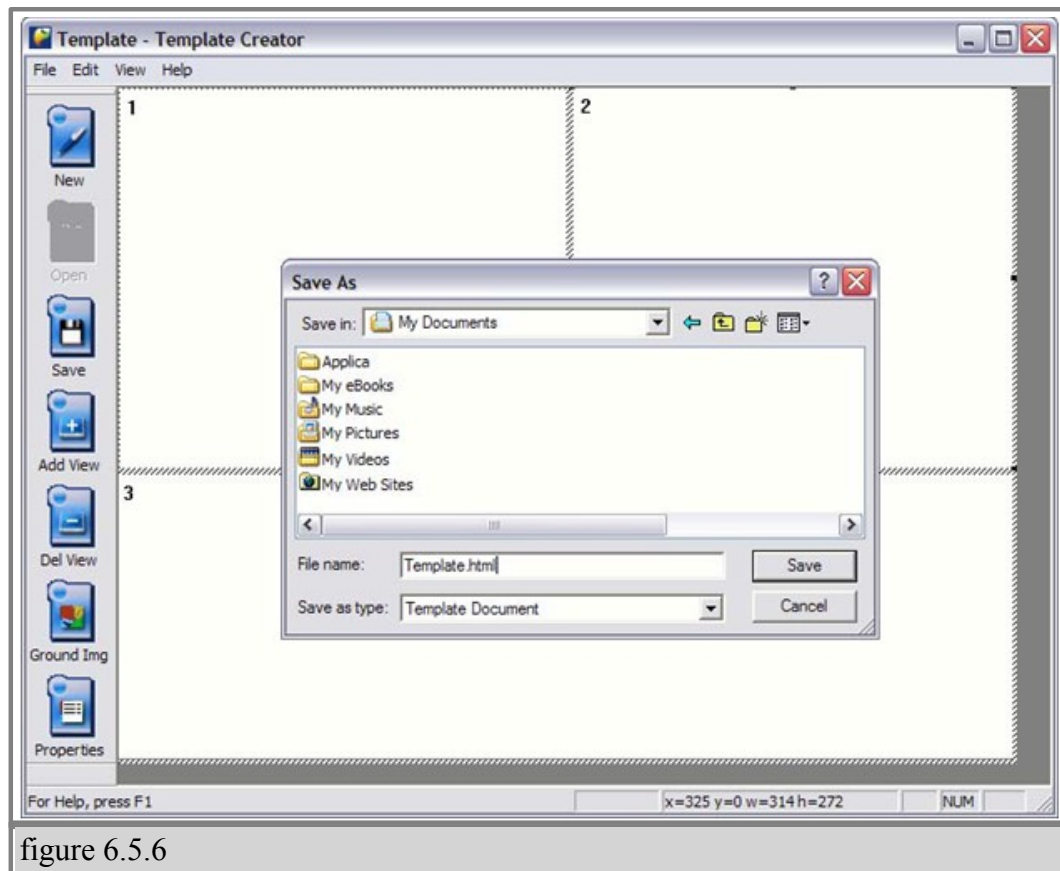 Template - Template Creator
File Edit View Help
1
2
New
Open
Save
Add View
Del View
Ground Img
Properties
3
Save As
Save in: My Documents
Applica
My eBooks
My Music
My Pictures
My Videos
My Web Sites
File name: Template.html
Save
Save as type: Template Document
Cancel
For Help, press F1
x=325 y=0 w=314 h=272
NUM
figure 6.5.6